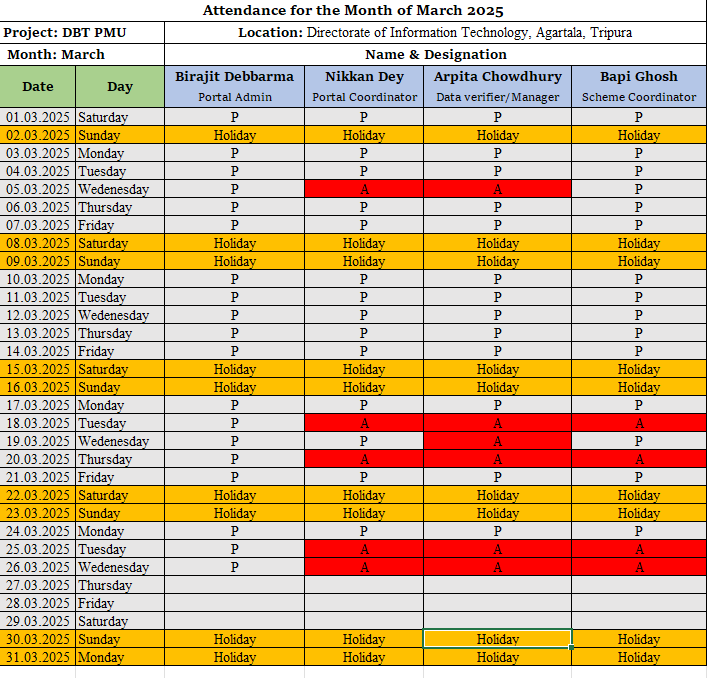 Attendance for the Month of March 2025
Project: DBT PMU Location: Directorate of Information Technology, Agartala, Tripura
Month: March Name & Designation
Date Day Birajit Debbarma Nikkan Dey Arpita Chowdhury Bapi Ghosh
Portal Admin Portal Coordinator Data verifier/Manager Scheme Coordinator
01.03.2025 Saturday P P P P
02.03.2025 Sunday Holiday Holiday Holiday Holiday
03.03.2025 Monday P P P P
04.03.2025 Tuesday P P P P
05.03.2025 Wedenesday P A A P
06.03.2025 Thursday P P P P
07.03.2025 Friday P P P P
08.03.2025 Saturday Holiday Holiday Holiday Holiday
09.03.2025 Sunday Holiday Holiday Holiday Holiday
10.03.2025 Monday P P P P
11.03.2025 Tuesday P P P P
12.03.2025 Wedenesday P P P P
13.03.2025 Thursday P P P P
14.03.2025 Friday P P P P
15.03.2025 Saturday Holiday Holiday Holiday Holiday
16.03.2025 Sunday Holiday Holiday Holiday Holiday
17.03.2025 Monday P P P P
18.03.2025 Tuesday P A A A
19.03.2025 Wedenesday P P A P
20.03.2025 Thursday P A A A
21.03.2025 Friday P P P P
22.03.2025 Saturday Holiday Holiday Holiday Holiday
23.03.2025 Sunday Holiday Holiday Holiday Holiday
24.03.2025 Monday P P P P
25.03.2025 Tuesday P A A A
26.03.2025 Wedenesday P A A A
27.03.2025 Thursday
28.03.2025 Friday
29.03.2025 Saturday
30.03.2025 Sunday Holiday Holiday Holiday Holiday
31.03.2025 Monday Holiday Holiday Holiday Holiday